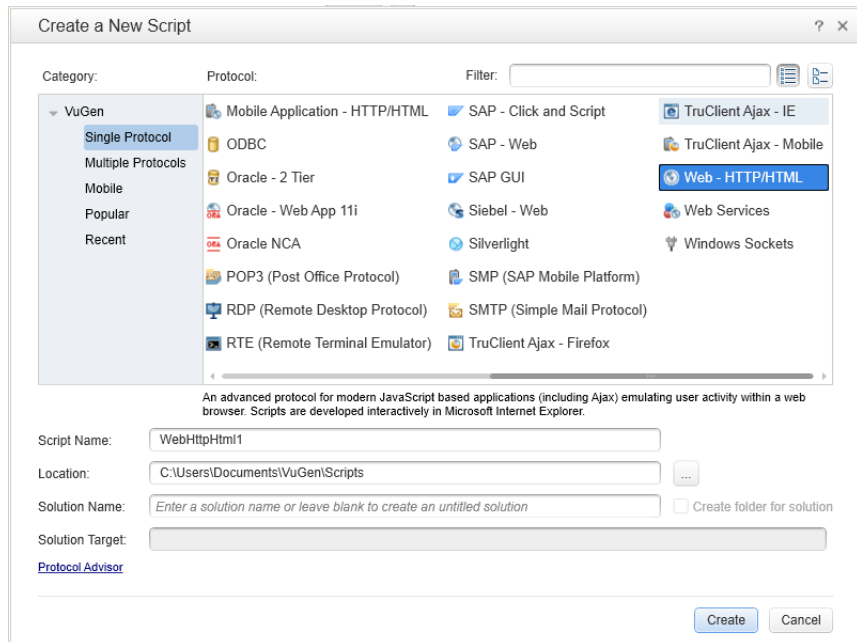 Create a New Script
?
Category:
Protocol:
Filter:
VuGen
Single Protocol
Multiple Protocols
Mobile
Popular
Recent
Mobile Application - HTTP/HTML
ODBC
Oracle - 2 Tier
Oracle - Web App 11i
Oracle NCA
POP3 (Post Office Protocol)
RDP (Remote Desktop Protocol)
RTE (Remote Terminal Emulator)
SAP - Click and Script
SAP - Web
SAP GUI
Siebel - Web
Silverlight
SMP (SAP Mobile Platform)
SMTP (Simple Mail Protocol)
TruClient Ajax - Firefox
TruClient Ajax - IE
TruClient Ajax - Mobile
Web - HTTP/HTML
Web Services
Windows Sockets
An advanced protocol for modern JavaScript based applications (including Ajax) emulating user activity within a web
browser. Scripts are developed interactively in Microsoft Internet Explorer.
Script Name: WebHttpHtml1
Location: C:\Users\Documents\VuGen\Scripts
...
Solution Name: Enter a solution name or leave blank to create an untitled solution
Create folder for solution
Solution Target:
Protocol Advisor
Create
Cancel